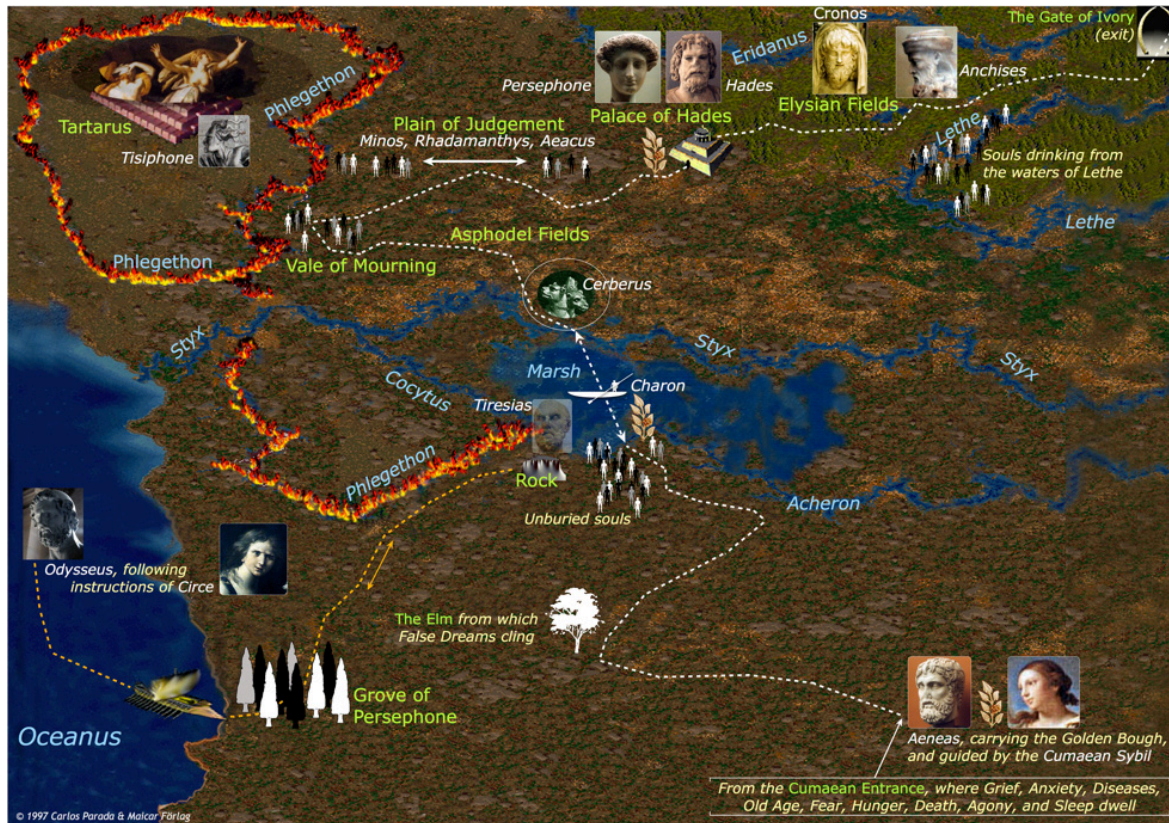 Cronos
The Gate of Ivory
(exit)
Eridanus
Persephone
Hades
Anchises
Phlegethon
Tartarus
Tisiphone
Plain of Judgement
Minos, Rhadamanthys, Aeacus
Palace of Hades
Elysian Fields
Lethe
Souls drinking from
the waters of Lethe
Lethe
Asphodel Fields
Phlegethon
Vale of Mourning
Cerberus
Styx
Styx
Styx
Marsh
Cocytus
Charon
Tiresias
Phlegethon
Rock
Acheron
Unburied souls
Odysseus, following
instructions of Circe
The Elm from which
False Dreams cling
Grove of
Persephone
Oceanus
Aeneas, carrying the Golden Bough,
and guided by the Cumaean Sybil
From the Cumaean Entrance, where Grief, Anxiety, Diseases,
Old Age, Fear, Hunger, Death, Agony, and Sleep dwell
© 1997 Carlos Parada & Maicar Förlag